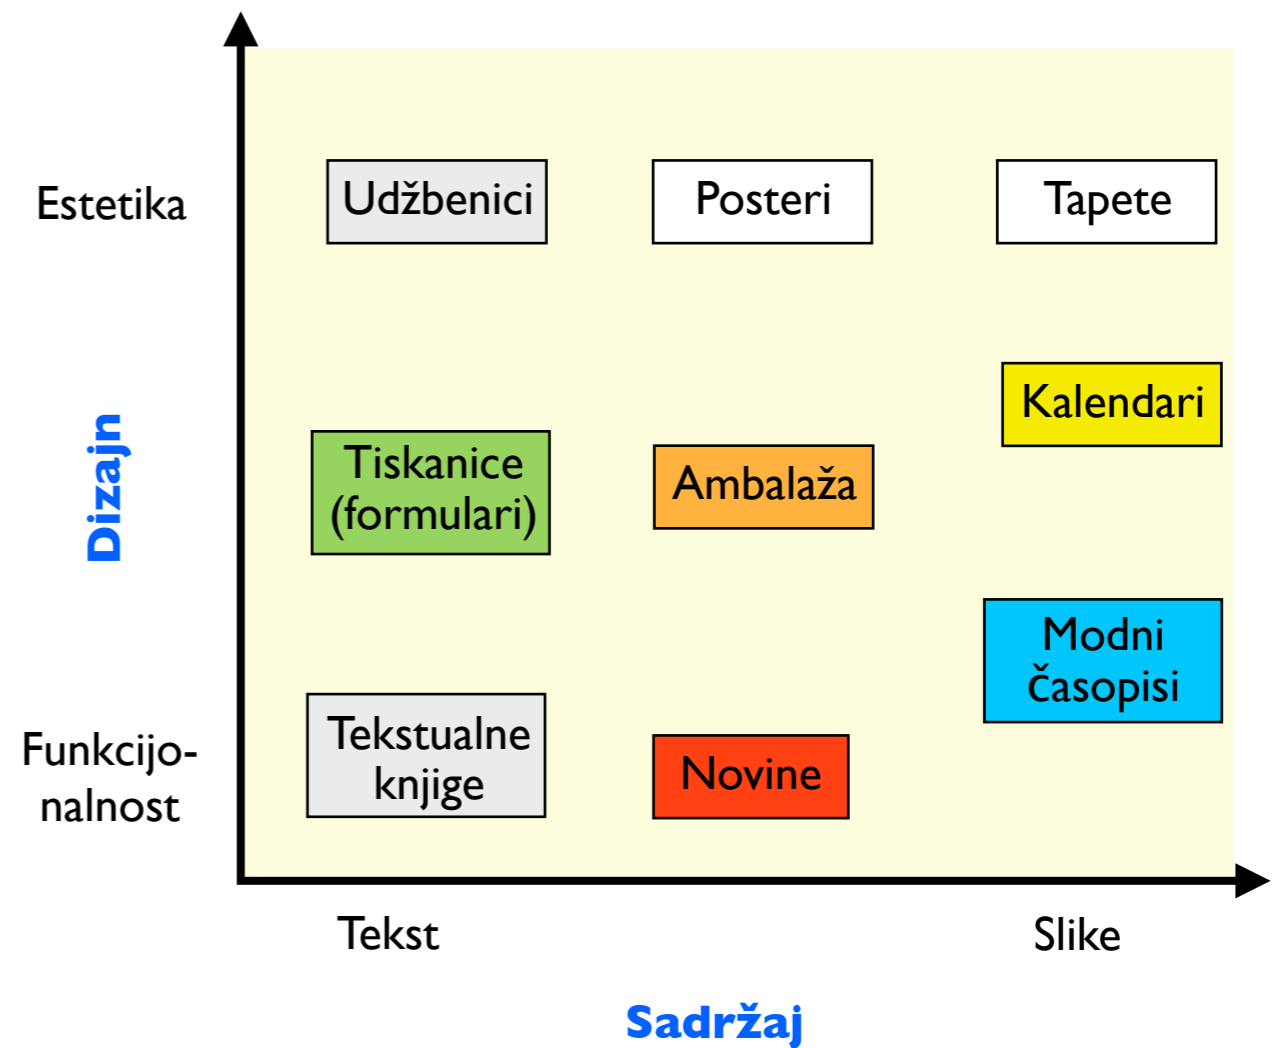 Estetika
Udžbenici
Posteri
Tapete
Kalendari
Dizajn
Tiskanice
(formulari)
Ambalaža
Modni
časopisi
Funkcijo-
nalnost
Tekstualne
knjige
Novine
Tekst
Slike
Sadržaj